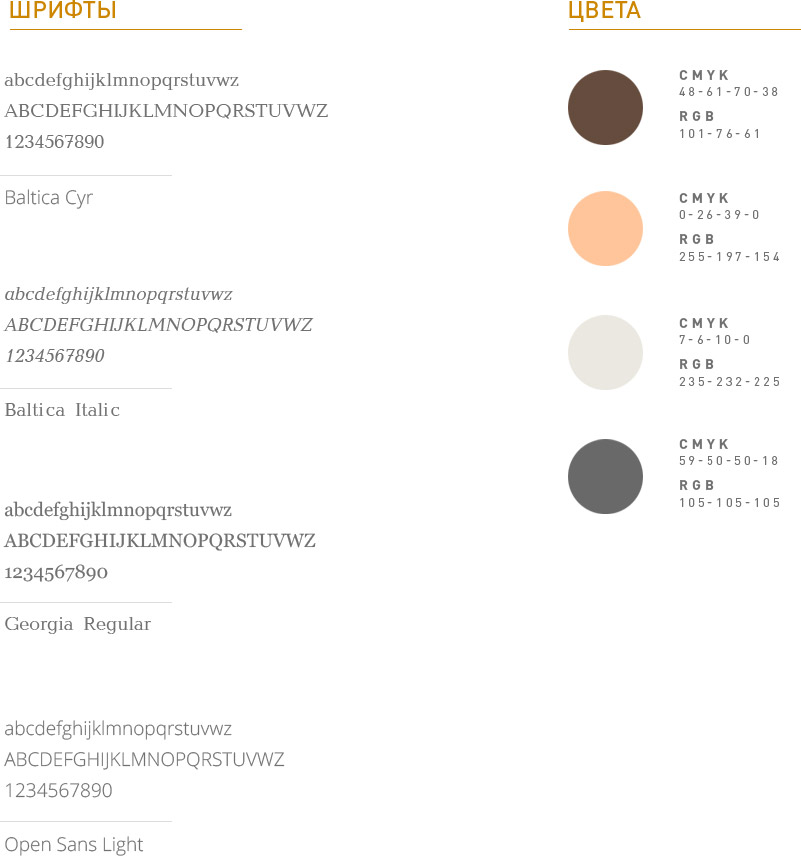 ШРИФТЫ
abcdefghijklmnopqrstuvwz
ABCDEFGHIJKLMNOPQRSTUVWZ
1234567890
Baltica Cyr
abcdefghijklmnopqrstuvwz
ABCDEFGHIJKLMNOPQRSTUVWZ
1234567890
Baltica Italic
abcdefghijklmnopqrstuvwz
ABCDEFGHIJKLMNOPQRSTUVWZ
1234567890
Georgia Regular
abcdefghijklmnopqrstuvwz
ABCDEFGHIJKLMNOPQRSTUVWZ
1234567890
Open Sans Light
ЦВЕТА
CMYK
48-61-70-38
RGB
101-76-61
CMYK
0-26-39-0
RGB
255-197-154
CMYK
7-6-10-0
RGB
235-232-225
CMYK
59-50-50-18
RGB
105-105-105